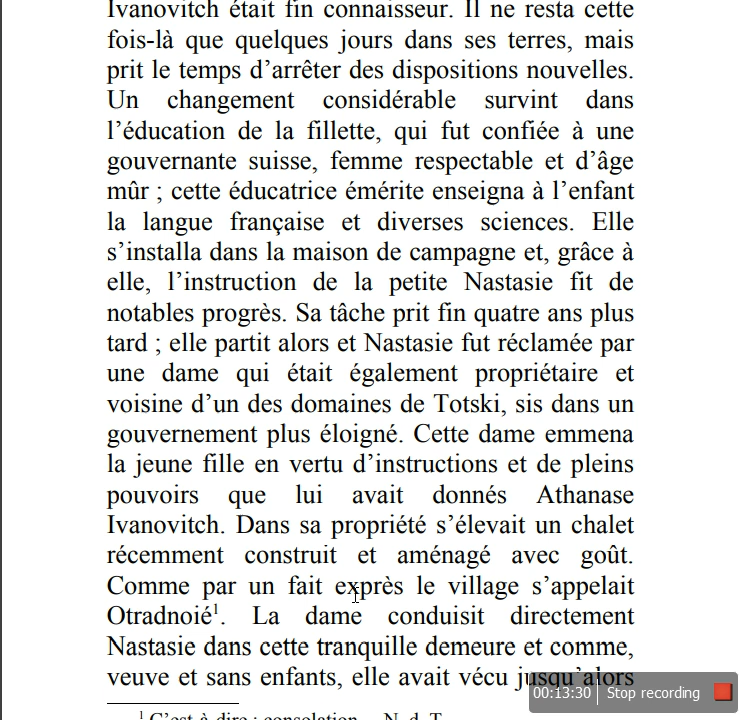 Ivanovitch était fin connaisseur. Il ne resta cette
fois-là que quelques jours dans ses terres, mais
prit le temps d’arrêter des dispositions nouvelles.
Un changement considérable survint dans
l’éducation de la fillette, qui fut confiée à une
gouvernante suisse, femme respectable et d’âge
mûr ; cette éducatrice émérite enseigna à l’enfant
la langue française et diverses sciences. Elle
s’installa dans la maison de campagne et, grâce à
elle, l’instruction de la petite Nastasie fit de
notables progrès. Sa tâche prit fin quatre ans plus
tard ; elle partit alors et Nastasie fut réclamée par
une dame qui était également propriétaire et
voisine d’un des domaines de Totski, sis dans un
gouvernement plus éloigné. Cette dame emmena
la jeune fille en vertu d’instructions et de pleins
pouvoirs que lui avait donnés Athanase
Ivanovitch. Dans sa propriété s’élevait un chalet
récemment construit et aménagé avec goût.
Comme par un fait exprès le village s’appelait
Otradnoié¹. La dame conduisit directement
Nastasie dans cette tranquille demeure et comme,
veuve et sans enfants, elle avait vécu jusqu’alors
00:13:30 Stop recording
¹ C’est-à-dire : consolation. – N. d. T.